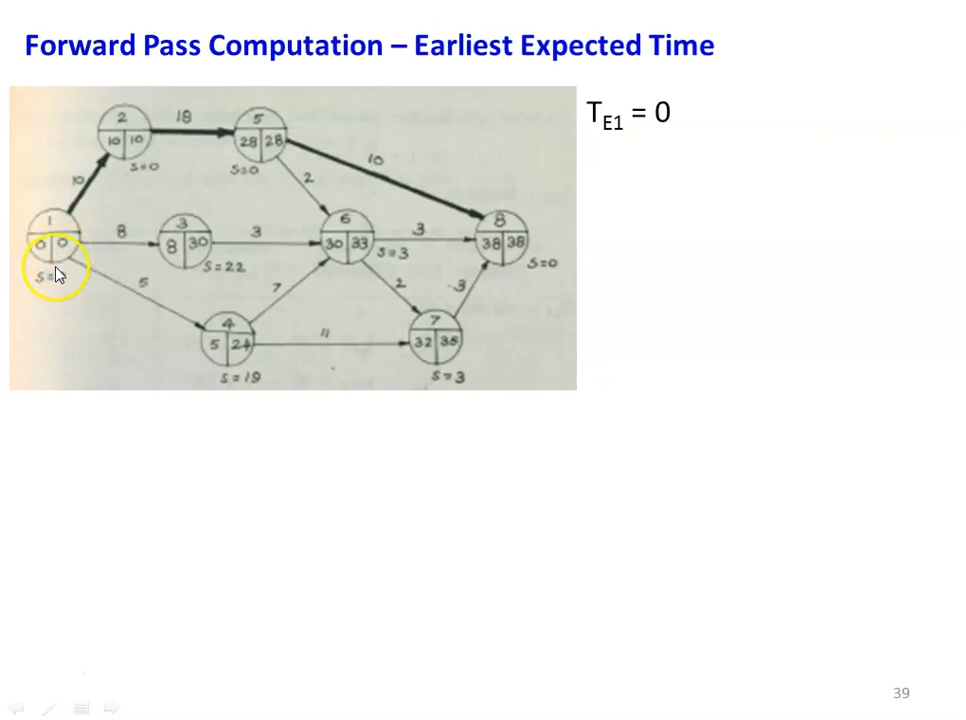 Forward Pass Computation – Earliest Expected Time
TE1 = 0
2
18
5
10 10
28 28
S=0
S=0
10
10
2
1
8
3
3
6
3
8
0 0
8 30
30 33
38 38
S=
S=22
S=3
S=0
5
7
2
3
4
11
7
5 24
32 35
S=19
S=3
39